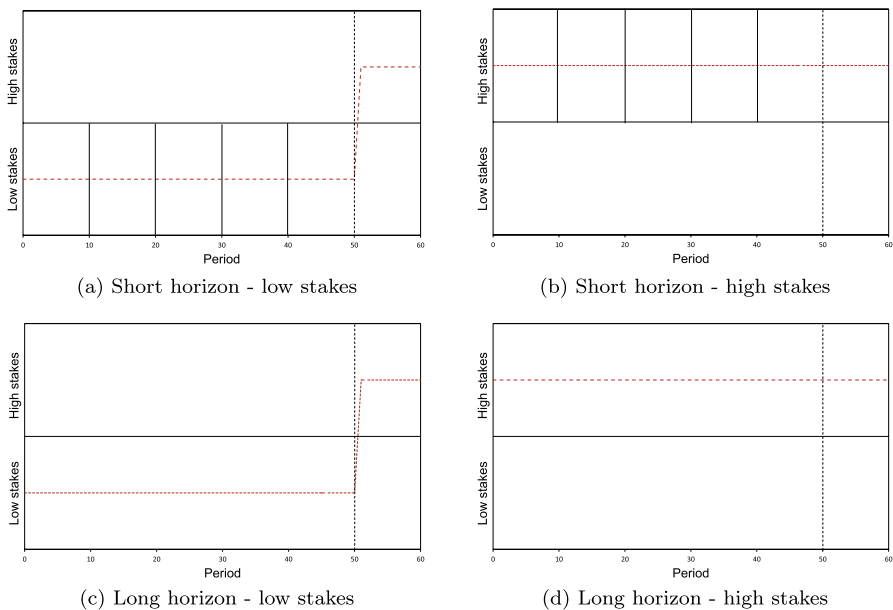 High stakes
Low stakes
0 10 20 30 40 50 60
Period
(a) Short horizon - low stakes
High stakes
Low stakes
0 10 20 30 40 50 60
Period
(b) Short horizon - high stakes
High stakes
Low stakes
0 10 20 30 40 50 60
Period
(c) Long horizon - low stakes
High stakes
Low stakes
0 10 20 30 40 50 60
Period
(d) Long horizon - high stakes